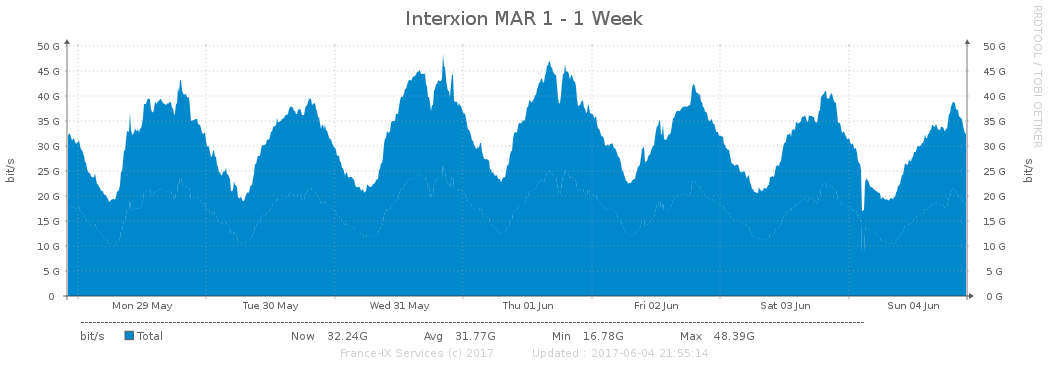 Interxion MAR 1 - 1 Week
RRDTOOL / TOBI OETIKER
50 G 50 G
45 G 45 G
40 G 40 G
35 G 35 G
30 G 30 G
25 G 25 G
20 G 20 G
15 G 15 G
10 G 10 G
5 G 5 G
0 0 G
bit/s bit/s
Mon 29 May Tue 30 May Wed 31 May Thu 01 Jun Fri 02 Jun Sat 03 Jun Sun 04 Jun
bit/s Total Now 32.24G Avg 31.77G Min 16.78G Max 48.39G
France-IX Services (c) 2017 Updated : 2017-06-04 21:55:14